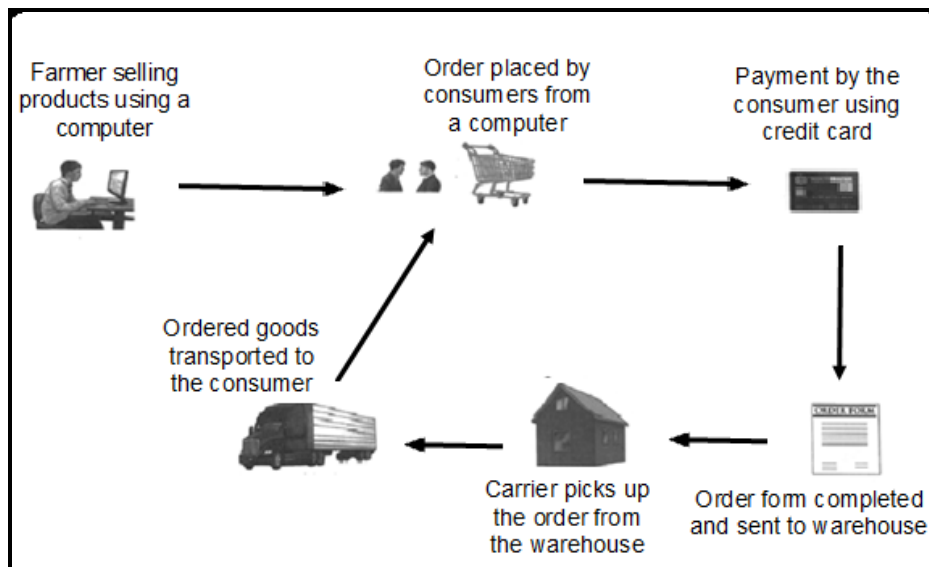 Farmer selling
products using a
computer
Order placed by
consumers from
a computer
Payment by the
consumer using
credit card
ORDER FORM
Order form completed
and sent to warehouse
Carrier picks up
the order from
the warehouse
Ordered goods
transported to
the consumer